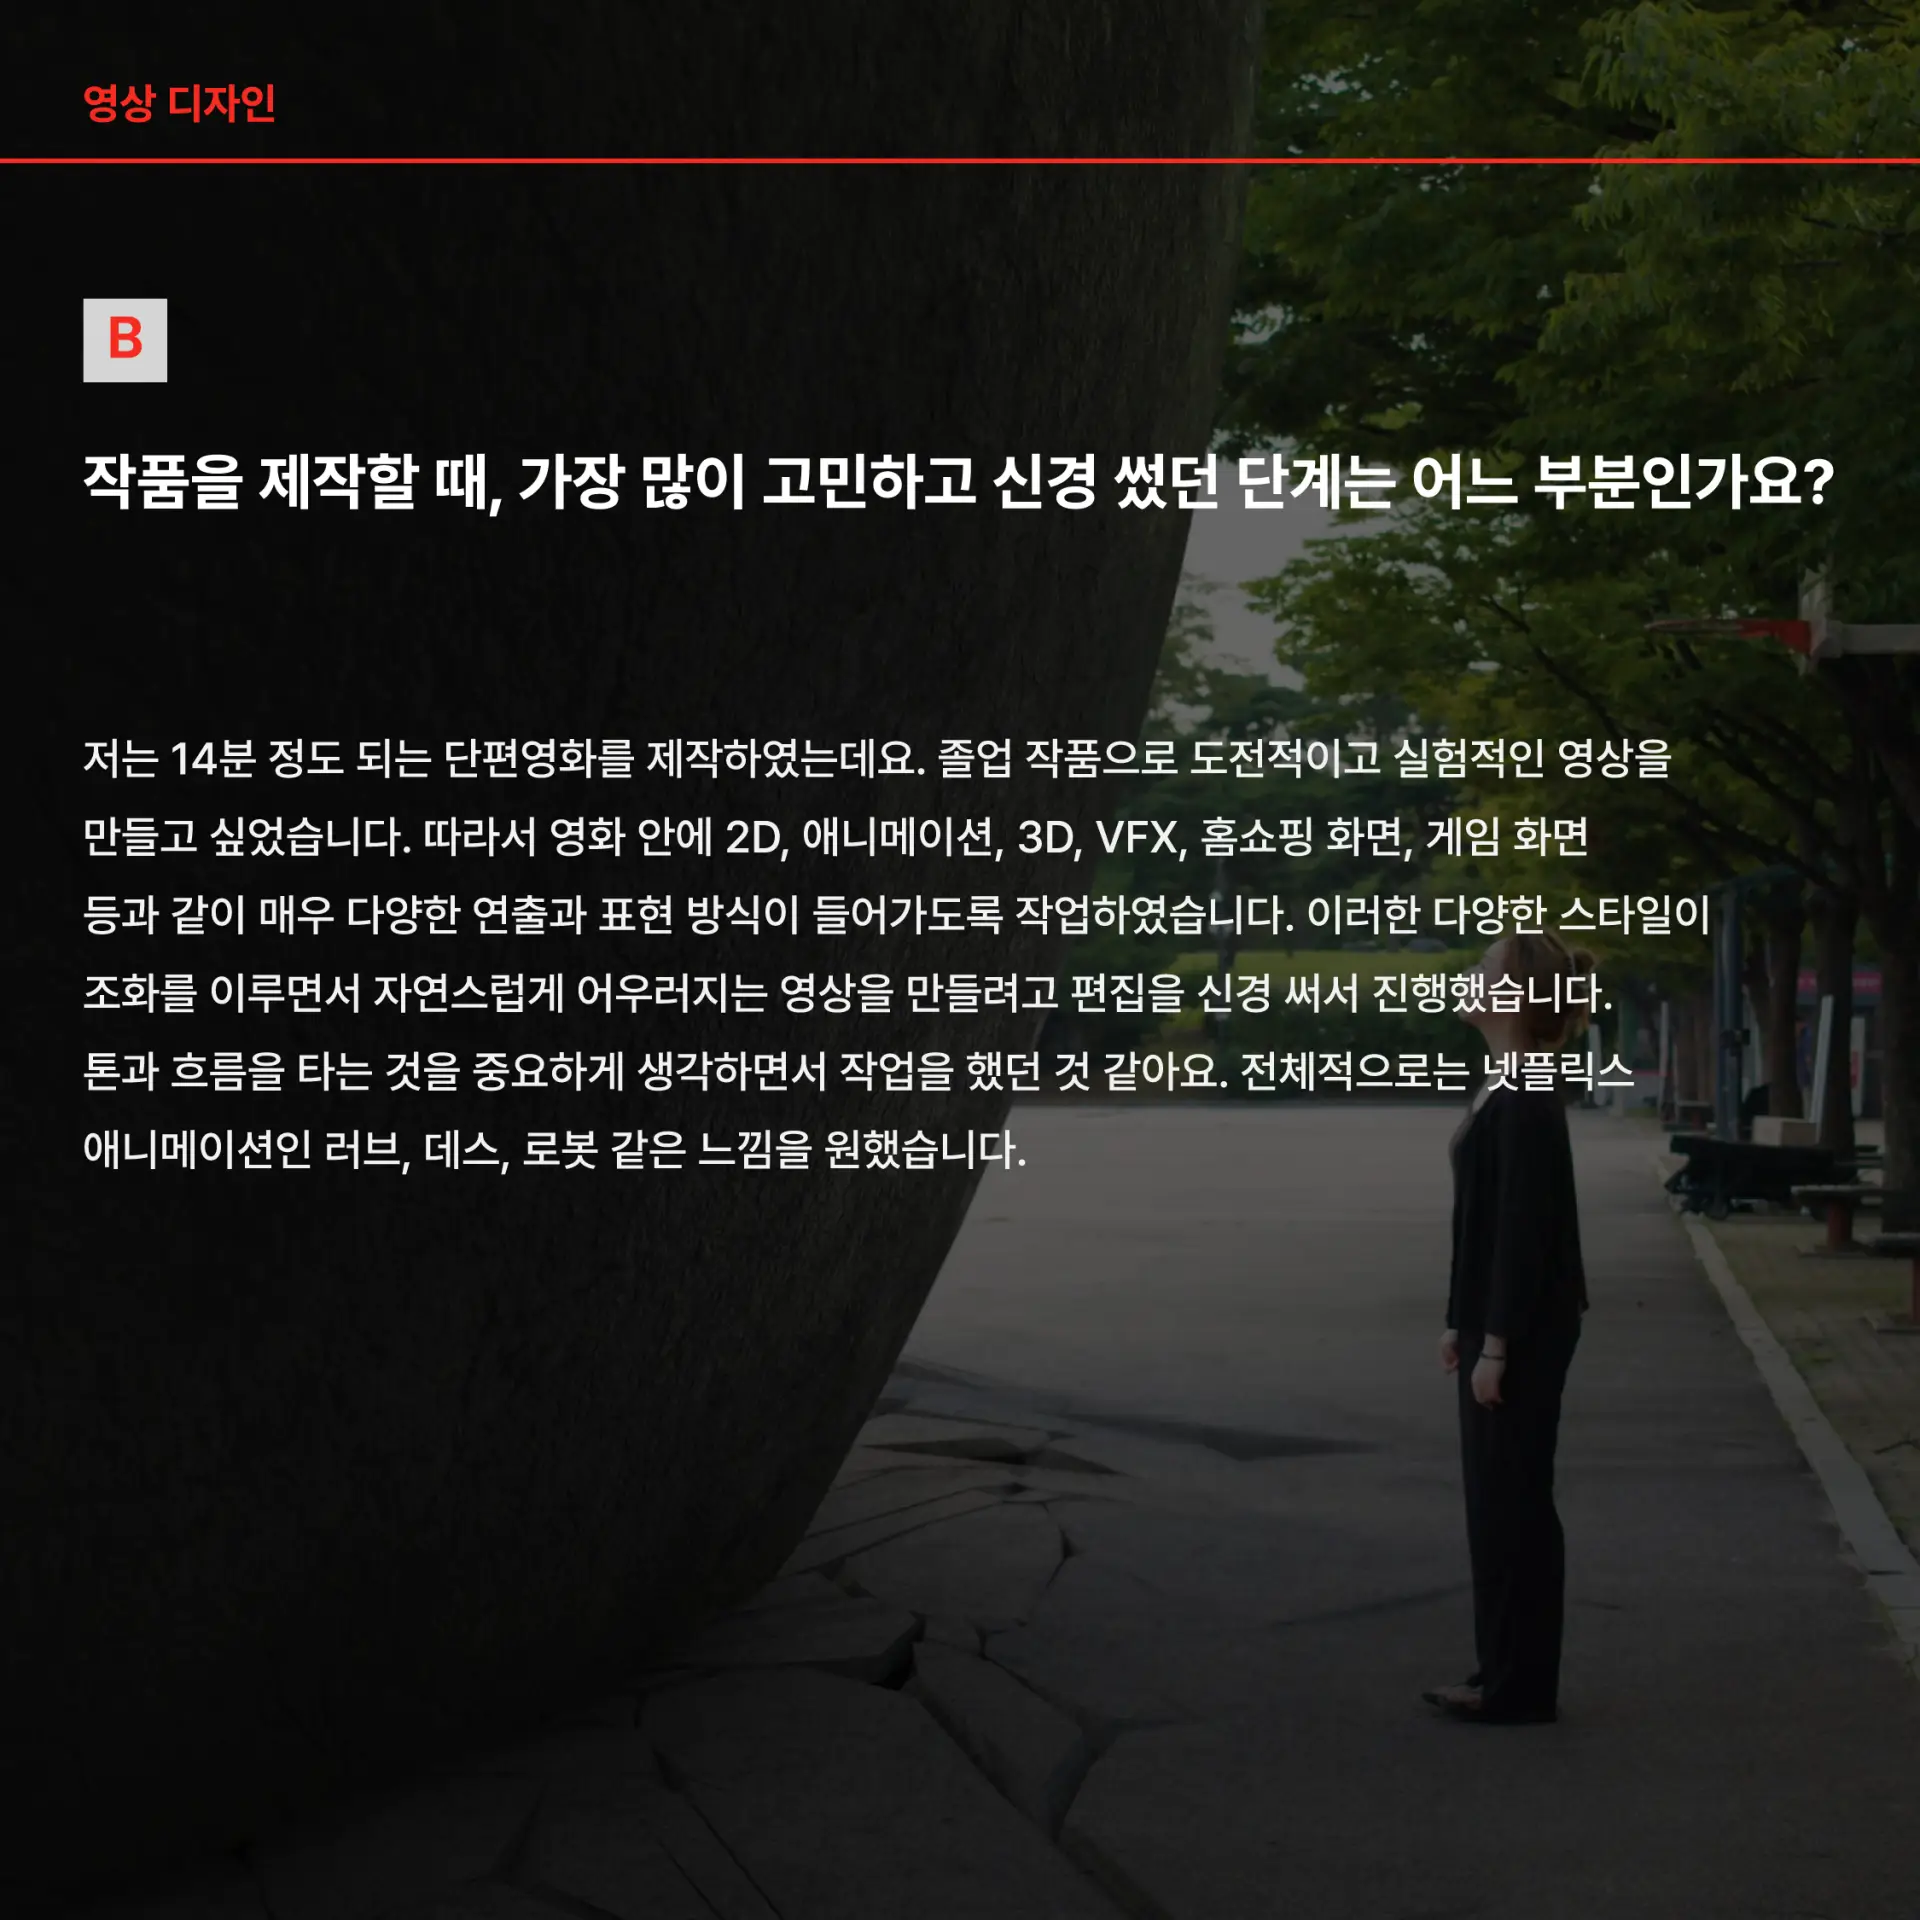 영상 디자인
B
작품을 제작할 때, 가장 많이 고민하고 신경 썼던 단계는 어느 부분인가요?
저는 14분 정도 되는 단편영화를 제작하였는데요. 졸업 작품으로 도전적이고 실험적인 영상을
만들고 싶었습니다. 따라서 영화 안에 2D, 애니메이션, 3D, VFX, 홈쇼핑 화면, 게임 화면
등과 같이 매우 다양한 연출과 표현 방식이 들어가도록 작업하였습니다. 이러한 다양한 스타일이
조화를 이루면서 자연스럽게 어우러지는 영상을 만들려고 편집을 신경 써서 진행했습니다.
톤과 흐름을 타는 것을 중요하게 생각하면서 작업을 했던 것 같아요. 전체적으로는 넷플릭스
애니메이션인 러브, 데스, 로봇 같은 느낌을 원했습니다.